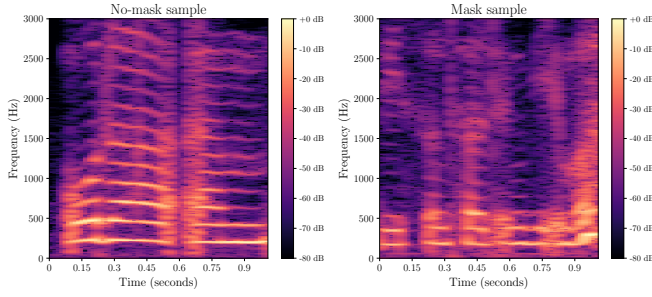 No-mask sample
3000
2500
2000
1500
1000
500
0
Frequency (Hz)
0 0.15 0.3 0.45 0.6 0.75 0.9
Time (seconds)
+0 dB
-10 dB
-20 dB
-30 dB
-40 dB
-50 dB
-60 dB
-70 dB
-80 dB
Mask sample
3000
2500
2000
1500
1000
500
0
Frequency (Hz)
0 0.15 0.3 0.45 0.6 0.75 0.9
Time (seconds)
+0 dB
-10 dB
-20 dB
-30 dB
-40 dB
-50 dB
-60 dB
-70 dB
-80 dB